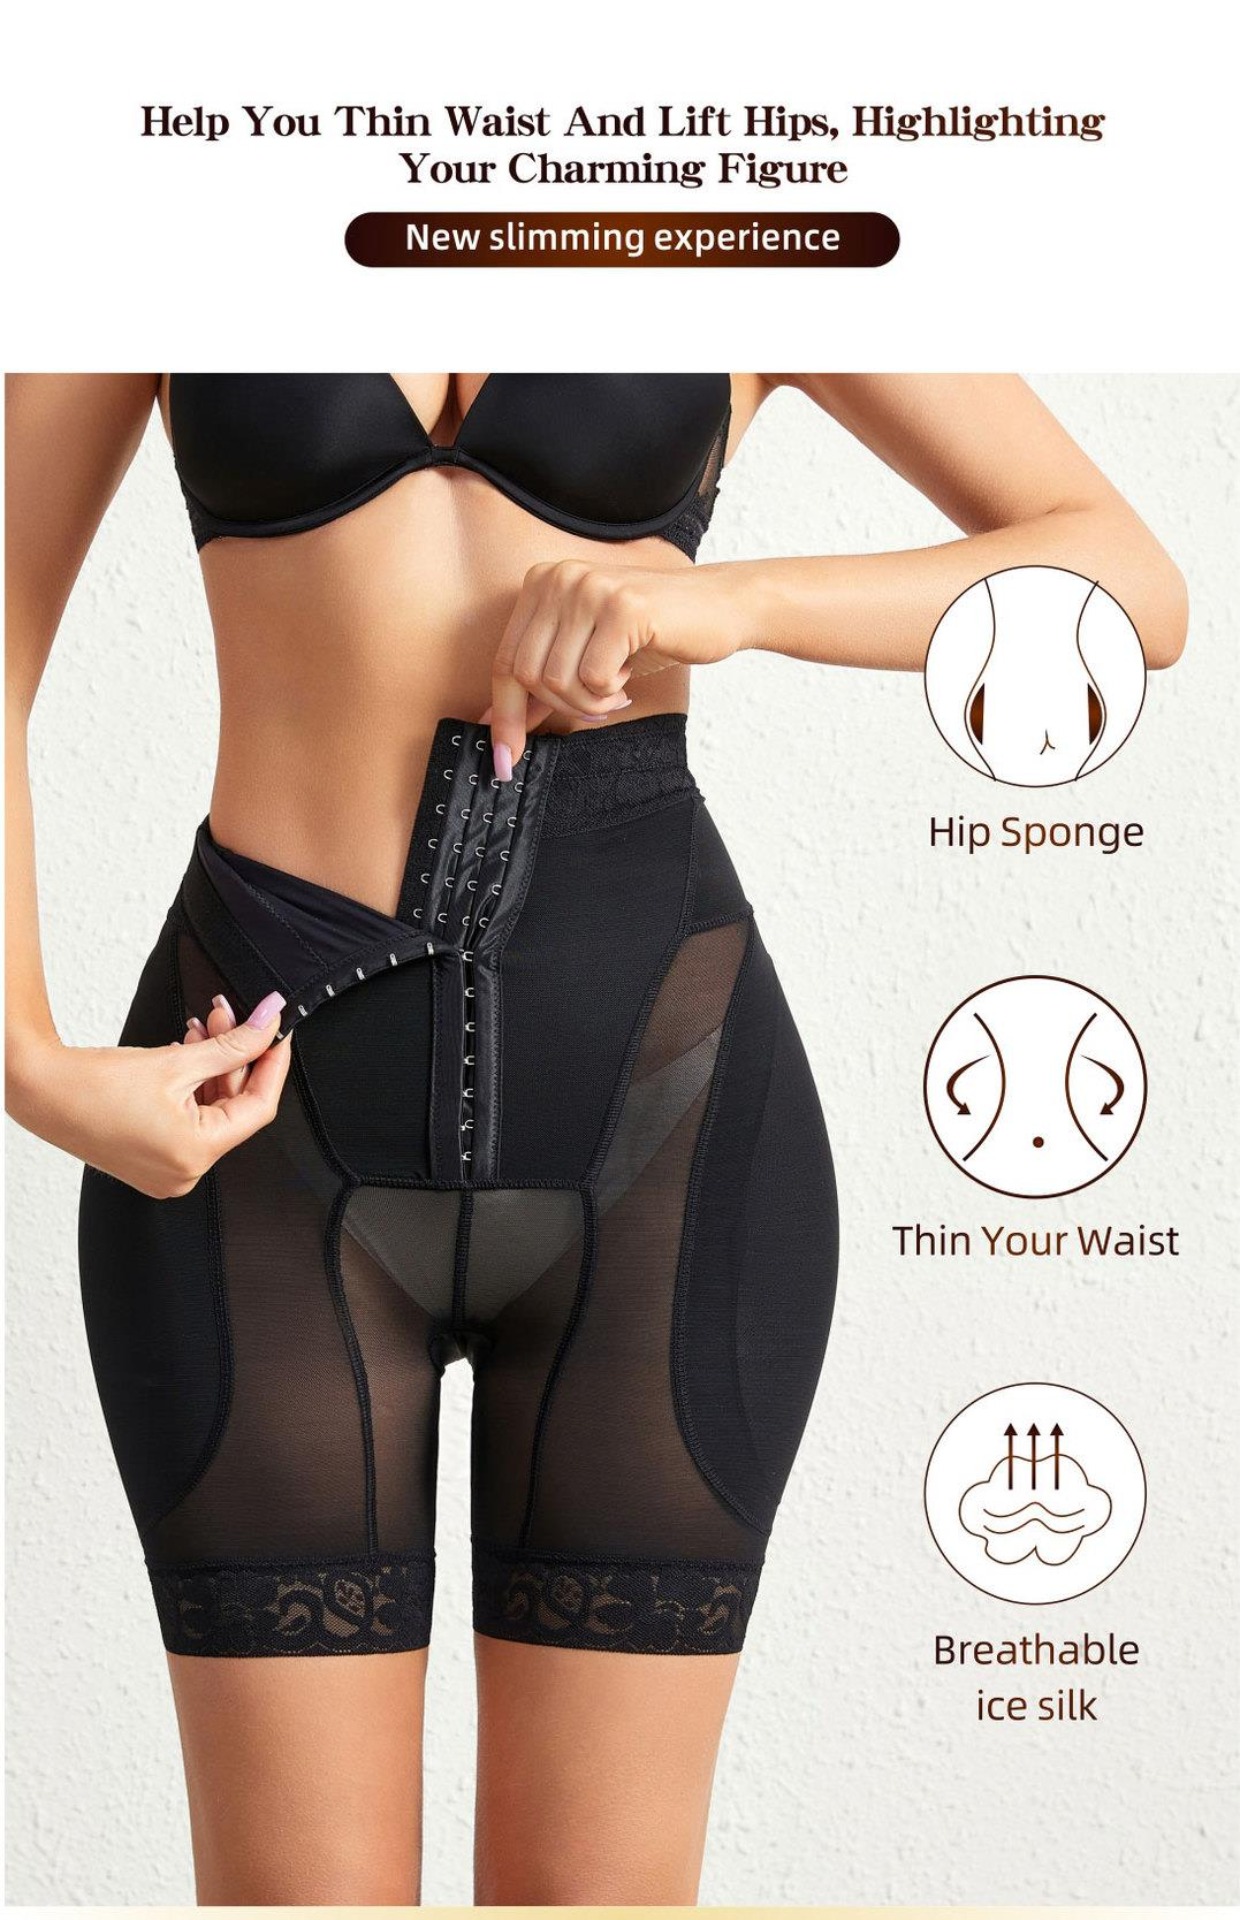 Help You Thin Waist And Lift Hips, Highlighting
Your Charming Figure
New slimming experience
Hip Sponge
Thin Your Waist
Breathable
ice silk